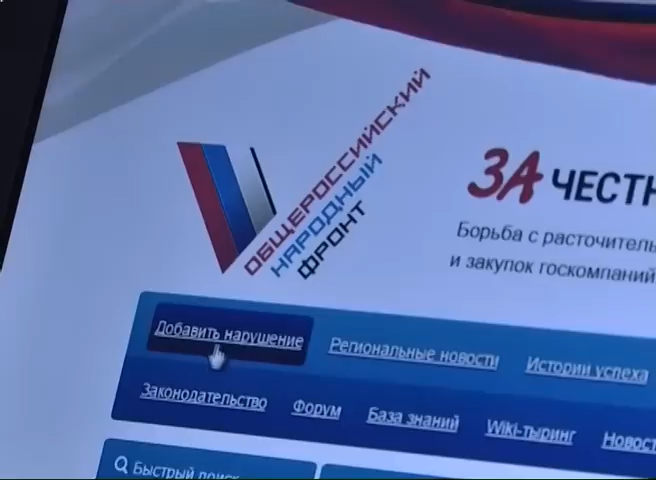 ОБЩЕРОССИЙСКИЙ
НАРОДНЫЙ
ФРОНТ
ЗА ЧЕСТН
Борьба с расточитель
и закупок госкомпаний
Добавить нарушение
Региональные новости
Истории успеха
Законодательство
Форум
База знаний
Wiki-тыринг
Новост
Быстрый поиск